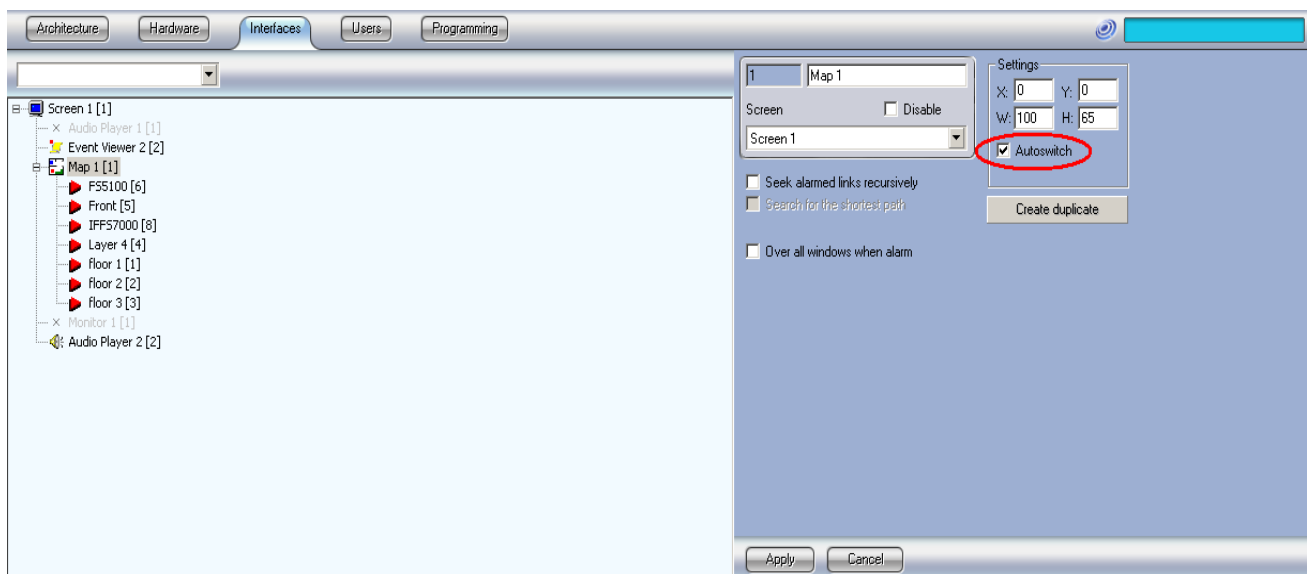 Architecture Hardware Interfaces Users Programming
Screen 1 [1]
Audio Player 1 [1]
Event Viewer 2 [2]
Map 1 [1]
FS5100 [6]
Front [5]
IFFS7000 [8]
Layer 4 [4]
floor 1 [1]
floor 2 [2]
floor 3 [3]
Monitor 1 [1]
Audio Player 2 [2]
1 Map 1
Screen Disable
Screen 1
Seek alarmed links recursively
Search for the shortest path
Over all windows when alarm
Settings
X: 0 Y: 0
W: 100 H: 65
Autoswitch
Create duplicate
Apply Cancel